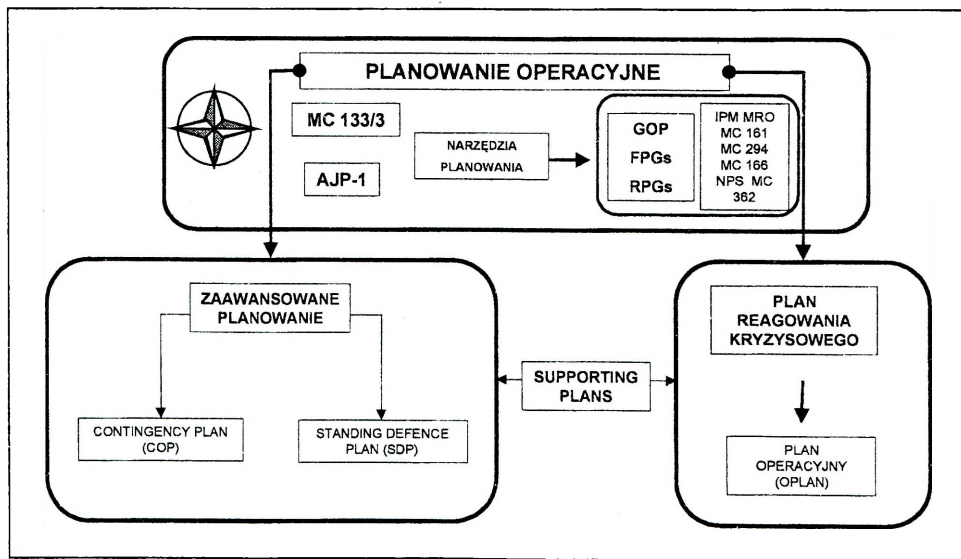 PLANOWANIE OPERACYJNE
MC 133/3
AJP-1
NARZĘDZIA
PLANOWANIA
GOP
FPGs
RPGs
IPM MRO
MC 161
MC 294
MC 166
NPS MC
362
ZAAWANSOWANE
PLANOWANIE
CONTINGENCY PLAN
(COP)
STANDING DEFENCE
PLAN (SDP)
SUPPORTING
PLANS
PLAN
REAGOWANIA
KRYZYSOWEGO
PLAN
OPERACYJNY
(OPLAN)